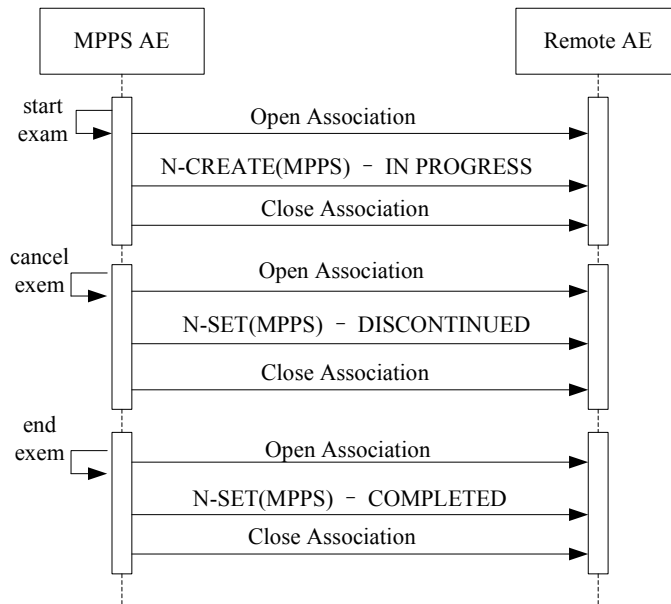 MPPS AE
Remote AE
start
exam
Open Association
N-CREATE(MPPS) – IN PROGRESS
Close Association
cancel
exem
Open Association
N-SET(MPPS) – DISCONTINUED
Close Association
end
exem
Open Association
N-SET(MPPS) – COMPLETED
Close Association